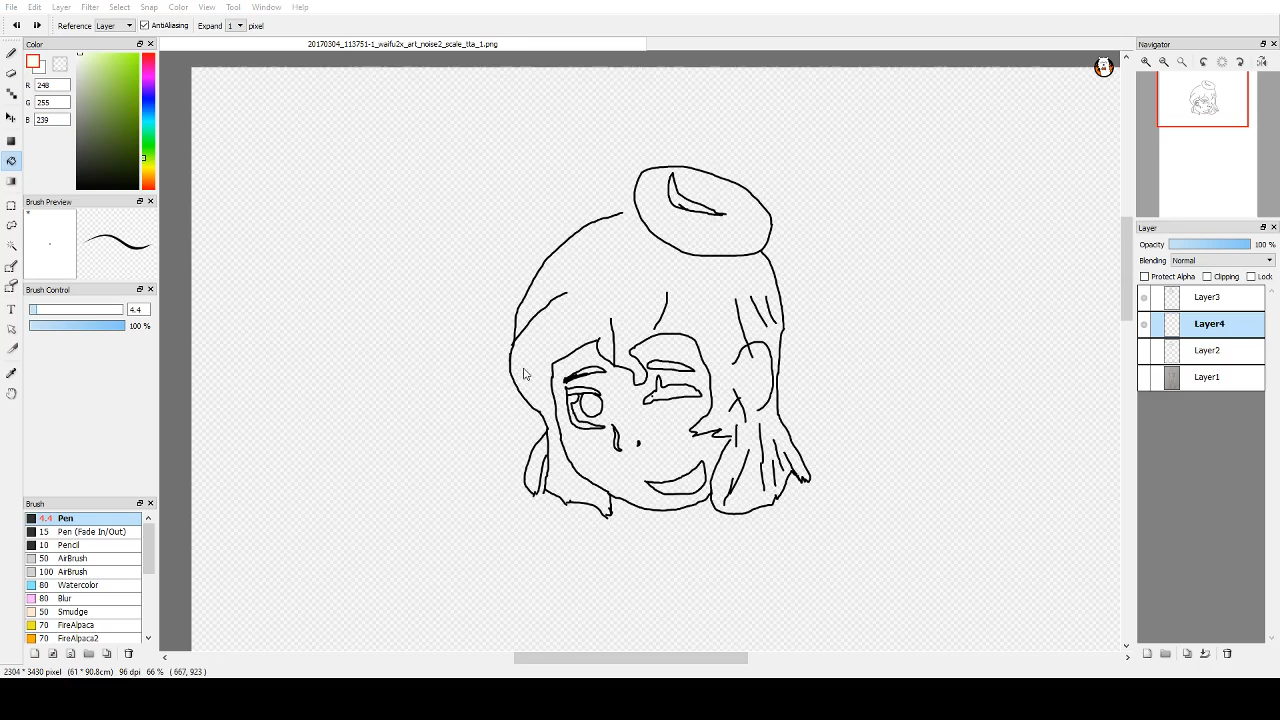 File Edit Layer Filter Select Snap Color View Tool Window Help
Reference Layer AntiAliasing Expand 1 pixel
Color
20170304_113751-1_waifu2x_art_noise2_scale_tta_1.png
Navigator
R 248
G 255
B 239
Brush Preview
*
Layer
Opacity 100 %
Blending Normal
Protect Alpha Clipping Lock
Layer3
Layer4
Layer2
Layer1
Brush Control
4.4
100 %
Brush
4.4 Pen
15 Pen (Fade In/Out)
10 Pencil
50 AirBrush
100 AirBrush
80 Watercolor
80 Blur
50 Smudge
70 FireAlpaca
70 FireAlpaca2
2304 * 3430 pixel (61 * 90.8cm) 96 dpi 66 % ( 667, 923 )